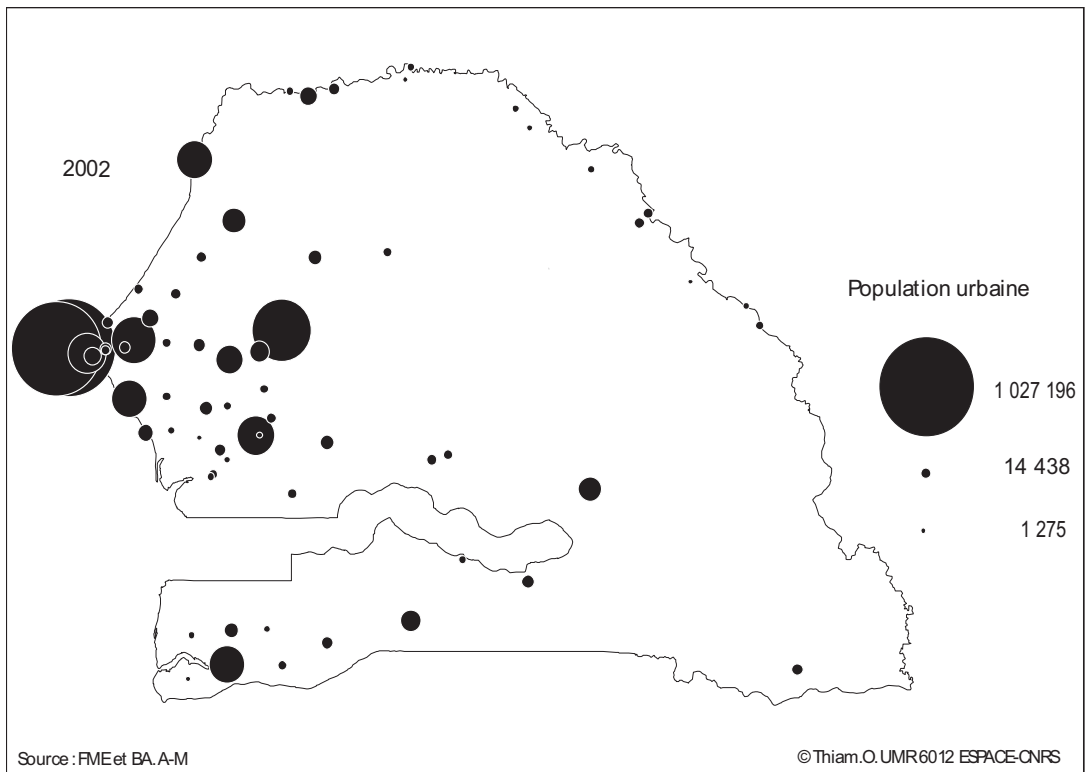 2002
Population urbaine
1 027 196
14 438
1 275
Source : FME et BA. A-M
© Thiam. O. UMR 6012 ESPACE-CNRS